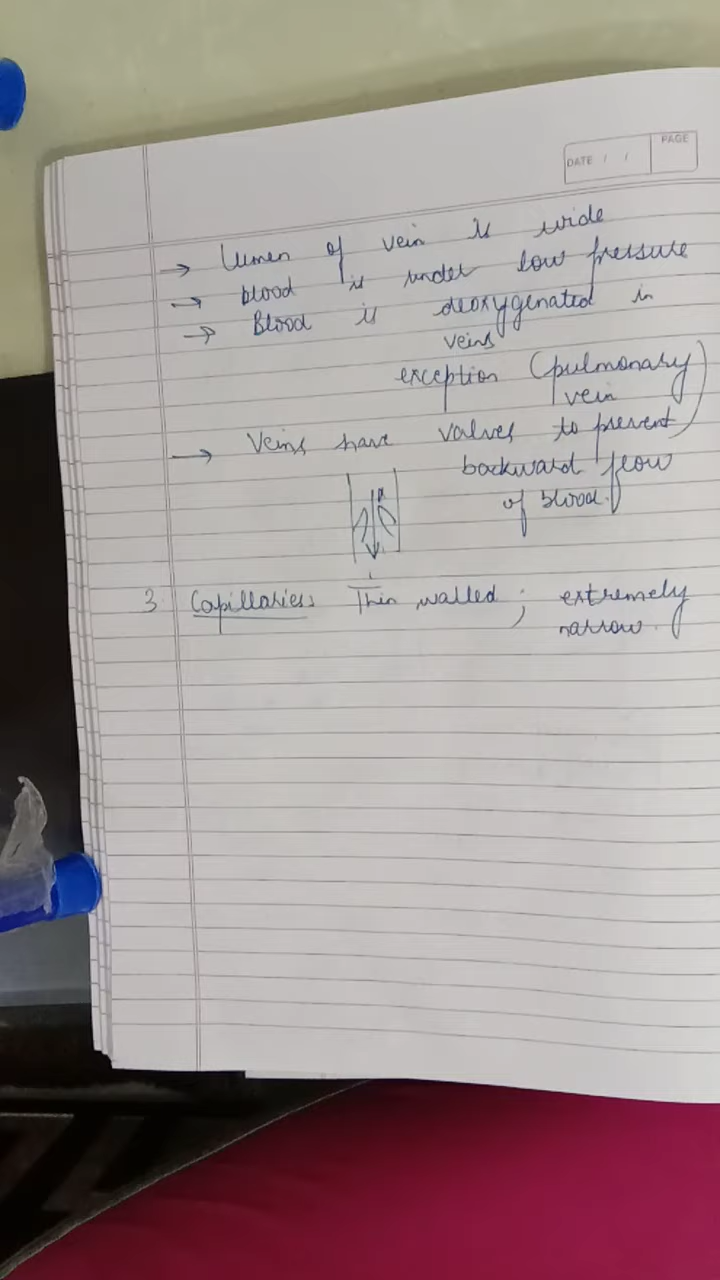 DATE / / PAGE
→ Lumen of vein is wide
→ blood is under low pressure
→ Blood is deoxygenated in
veins
exception (pulmonary
vein)
→ Veins have valves to prevent
backward flow
of blood.
3. Capillaries: Thin walled; extremely
narrow.